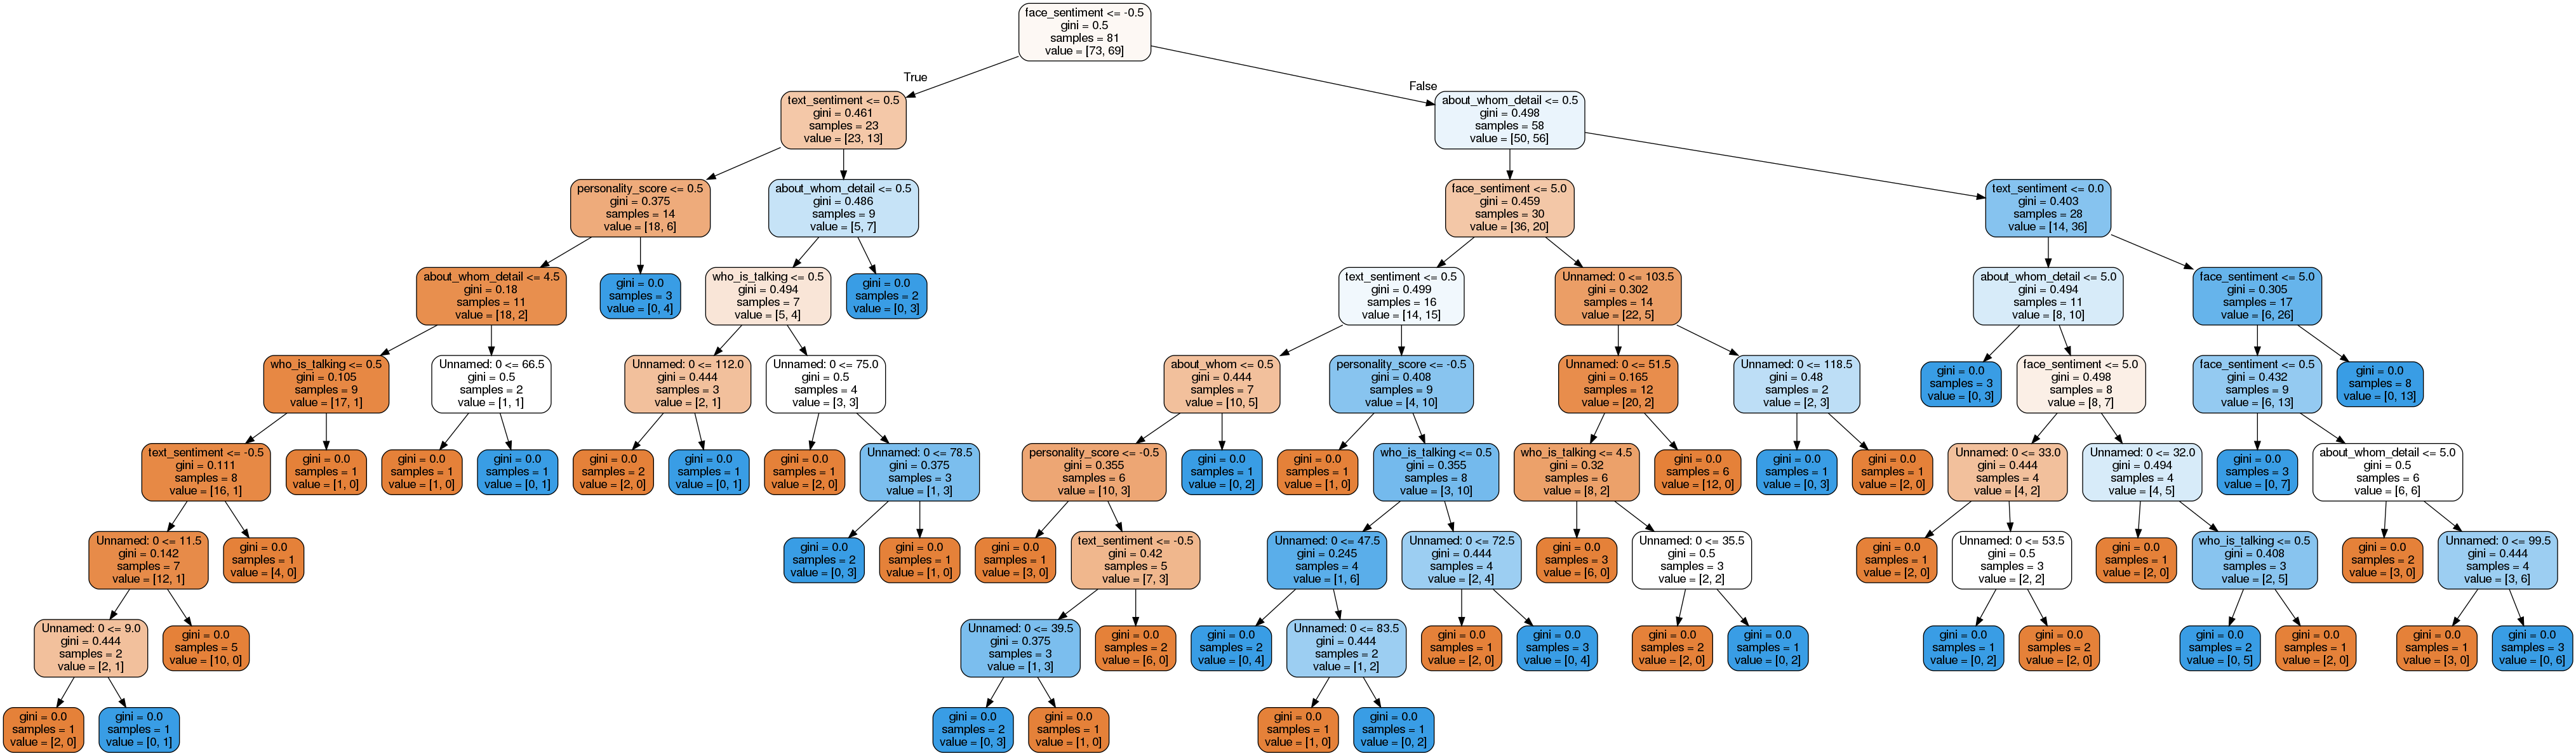 face_sentiment <= -0.5
gini = 0.5
samples = 81
value = [73, 69]
True
False
text_sentiment <= 0.5
gini = 0.461
samples = 23
value = [23, 13]
about_whom_detail <= 0.5
gini = 0.498
samples = 58
value = [50, 56]
personality_score <= 0.5
gini = 0.375
samples = 14
value = [18, 6]
about_whom_detail <= 0.5
gini = 0.486
samples = 9
value = [5, 7]
face_sentiment <= 5.0
gini = 0.459
samples = 30
value = [36, 20]
text_sentiment <= 0.0
gini = 0.403
samples = 28
value = [14, 36]
about_whom_detail <= 4.5
gini = 0.18
samples = 11
value = [18, 2]
gini = 0.0
samples = 3
value = [0, 4]
who_is_talking <= 0.5
gini = 0.494
samples = 7
value = [5, 4]
gini = 0.0
samples = 2
value = [0, 3]
text_sentiment <= 0.5
gini = 0.499
samples = 16
value = [14, 15]
Unnamed: 0 <= 103.5
gini = 0.302
samples = 14
value = [22, 5]
about_whom_detail <= 5.0
gini = 0.494
samples = 11
value = [8, 10]
face_sentiment <= 5.0
gini = 0.305
samples = 17
value = [6, 26]
who_is_talking <= 0.5
gini = 0.105
samples = 9
value = [17, 1]
Unnamed: 0 <= 66.5
gini = 0.5
samples = 2
value = [1, 1]
Unnamed: 0 <= 112.0
gini = 0.444
samples = 3
value = [2, 1]
Unnamed: 0 <= 75.0
gini = 0.5
samples = 4
value = [3, 3]
about_whom <= 0.5
gini = 0.444
samples = 7
value = [10, 5]
personality_score <= -0.5
gini = 0.408
samples = 9
value = [4, 10]
Unnamed: 0 <= 51.5
gini = 0.165
samples = 12
value = [20, 2]
Unnamed: 0 <= 118.5
gini = 0.48
samples = 2
value = [2, 3]
gini = 0.0
samples = 3
value = [0, 3]
face_sentiment <= 5.0
gini = 0.498
samples = 8
value = [8, 7]
face_sentiment <= 0.5
gini = 0.432
samples = 9
value = [6, 13]
gini = 0.0
samples = 8
value = [0, 13]
text_sentiment <= -0.5
gini = 0.111
samples = 8
value = [16, 1]
gini = 0.0
samples = 1
value = [1, 0]
gini = 0.0
samples = 1
value = [1, 0]
gini = 0.0
samples = 1
value = [0, 1]
gini = 0.0
samples = 2
value = [2, 0]
gini = 0.0
samples = 1
value = [0, 1]
gini = 0.0
samples = 1
value = [2, 0]
Unnamed: 0 <= 78.5
gini = 0.375
samples = 3
value = [1, 3]
personality_score <= -0.5
gini = 0.355
samples = 6
value = [10, 3]
gini = 0.0
samples = 1
value = [0, 2]
gini = 0.0
samples = 1
value = [1, 0]
who_is_talking <= 0.5
gini = 0.355
samples = 8
value = [3, 10]
who_is_talking <= 4.5
gini = 0.32
samples = 6
value = [8, 2]
gini = 0.0
samples = 6
value = [12, 0]
gini = 0.0
samples = 1
value = [0, 3]
gini = 0.0
samples = 1
value = [2, 0]
Unnamed: 0 <= 33.0
gini = 0.444
samples = 4
value = [4, 2]
Unnamed: 0 <= 32.0
gini = 0.494
samples = 4
value = [4, 5]
gini = 0.0
samples = 3
value = [0, 7]
about_whom_detail <= 5.0
gini = 0.5
samples = 6
value = [6, 6]
Unnamed: 0 <= 11.5
gini = 0.142
samples = 7
value = [12, 1]
gini = 0.0
samples = 1
value = [4, 0]
gini = 0.0
samples = 2
value = [0, 3]
gini = 0.0
samples = 1
value = [1, 0]
gini = 0.0
samples = 1
value = [3, 0]
text_sentiment <= -0.5
gini = 0.42
samples = 5
value = [7, 3]
Unnamed: 0 <= 47.5
gini = 0.245
samples = 4
value = [1, 6]
Unnamed: 0 <= 72.5
gini = 0.444
samples = 4
value = [2, 4]
gini = 0.0
samples = 3
value = [6, 0]
Unnamed: 0 <= 35.5
gini = 0.5
samples = 3
value = [2, 2]
gini = 0.0
samples = 1
value = [2, 0]
Unnamed: 0 <= 53.5
gini = 0.5
samples = 3
value = [2, 2]
gini = 0.0
samples = 1
value = [2, 0]
who_is_talking <= 0.5
gini = 0.408
samples = 3
value = [2, 5]
gini = 0.0
samples = 2
value = [3, 0]
Unnamed: 0 <= 99.5
gini = 0.444
samples = 4
value = [3, 6]
Unnamed: 0 <= 9.0
gini = 0.444
samples = 2
value = [2, 1]
gini = 0.0
samples = 5
value = [10, 0]
Unnamed: 0 <= 39.5
gini = 0.375
samples = 3
value = [1, 3]
gini = 0.0
samples = 2
value = [6, 0]
gini = 0.0
samples = 2
value = [0, 4]
Unnamed: 0 <= 83.5
gini = 0.444
samples = 2
value = [1, 2]
gini = 0.0
samples = 1
value = [2, 0]
gini = 0.0
samples = 3
value = [0, 4]
gini = 0.0
samples = 2
value = [2, 0]
gini = 0.0
samples = 1
value = [0, 2]
gini = 0.0
samples = 1
value = [0, 2]
gini = 0.0
samples = 2
value = [2, 0]
gini = 0.0
samples = 2
value = [0, 5]
gini = 0.0
samples = 1
value = [2, 0]
gini = 0.0
samples = 1
value = [3, 0]
gini = 0.0
samples = 3
value = [0, 6]
gini = 0.0
samples = 1
value = [2, 0]
gini = 0.0
samples = 1
value = [0, 1]
gini = 0.0
samples = 2
value = [0, 3]
gini = 0.0
samples = 1
value = [1, 0]
gini = 0.0
samples = 1
value = [1, 0]
gini = 0.0
samples = 1
value = [0, 2]